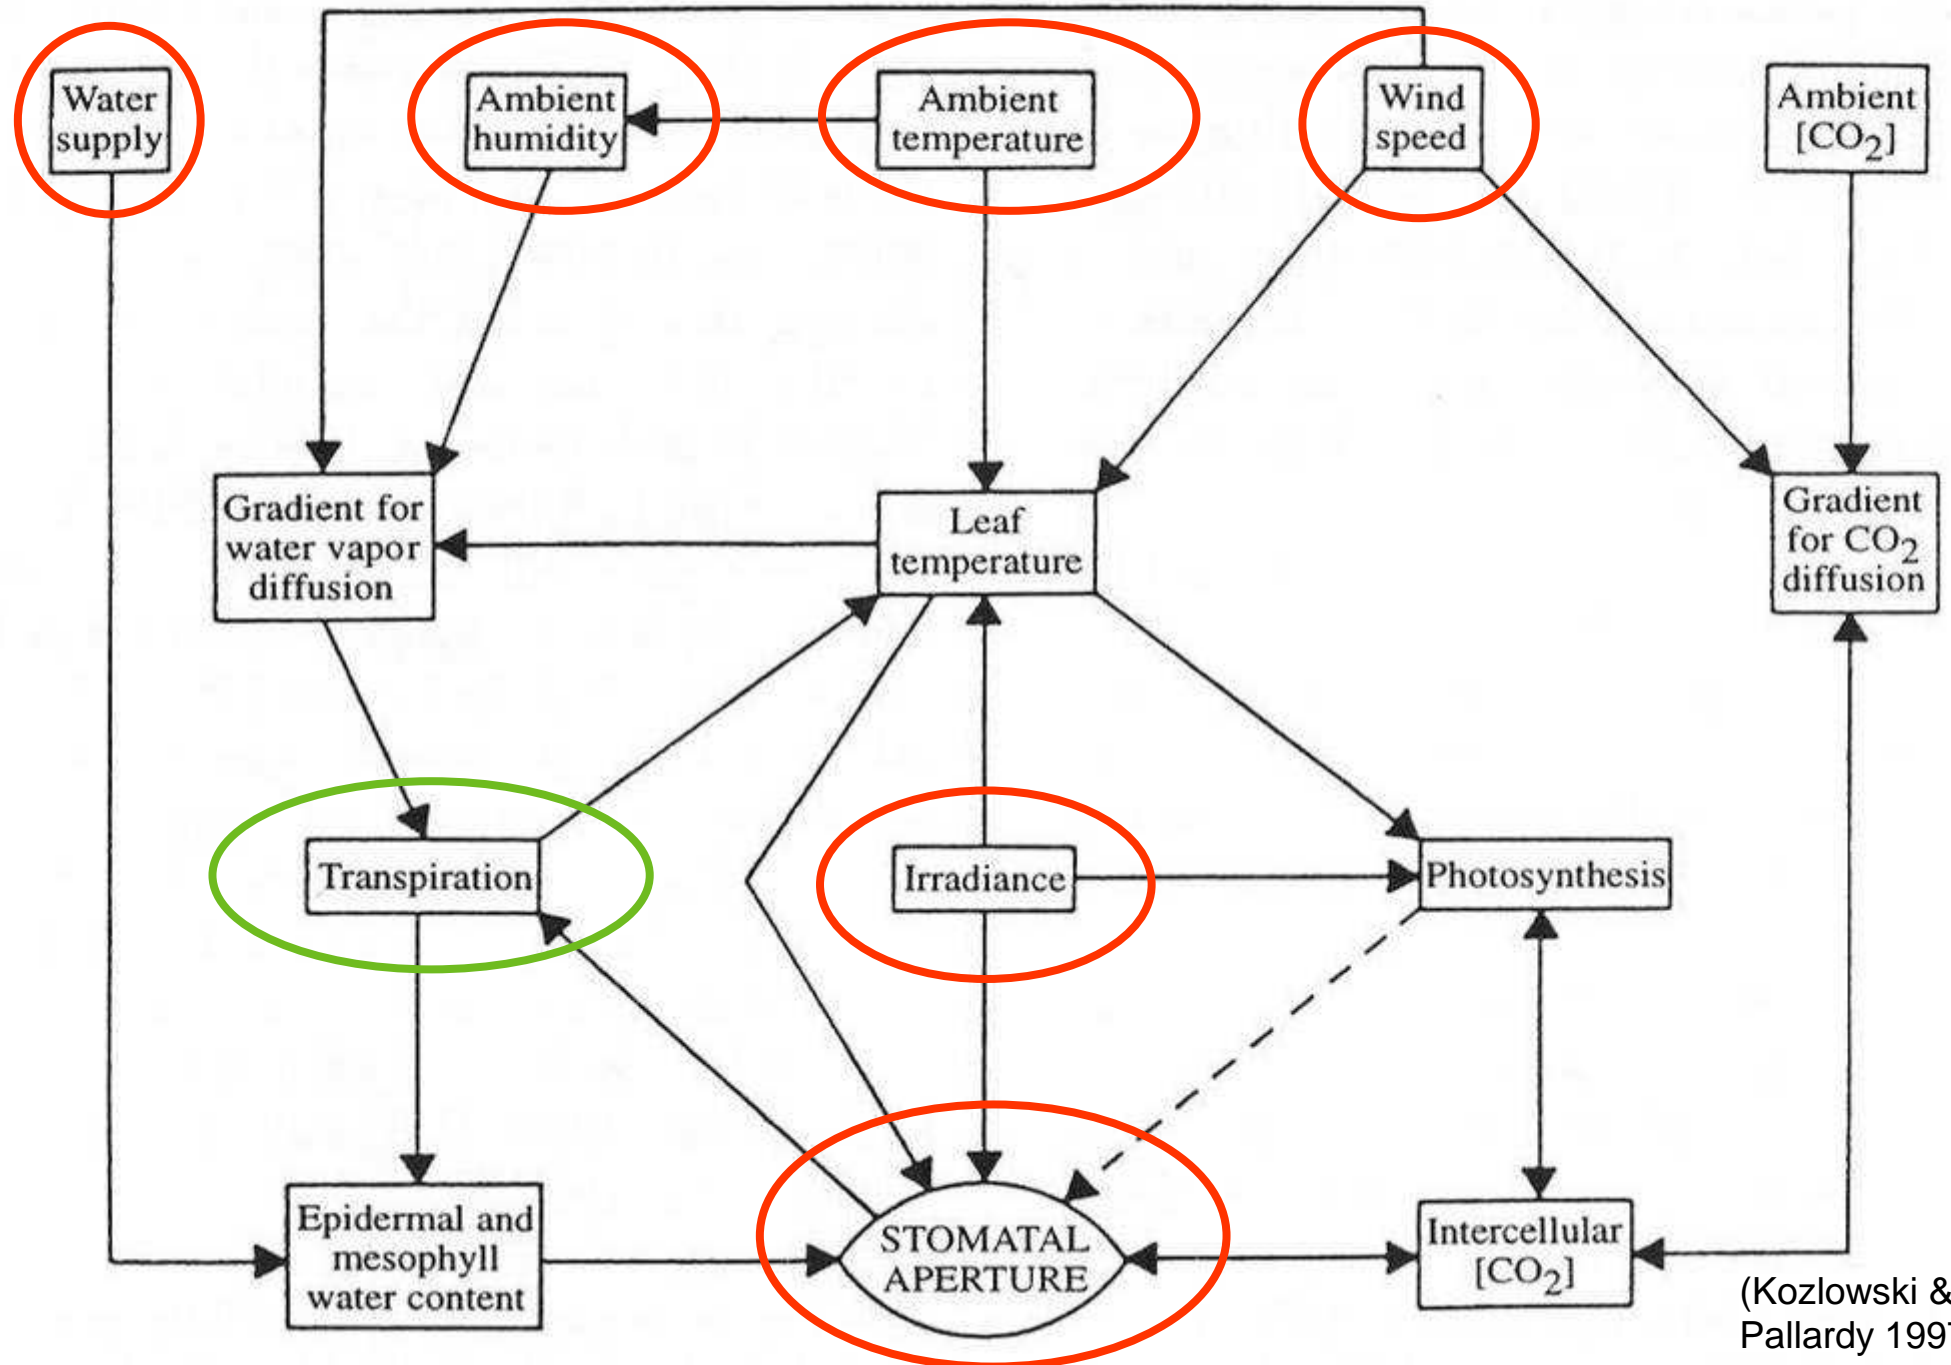 Water
supply
Ambient
humidity
Ambient
temperature
Wind
speed
Ambient
[CO2]
Gradient for
water vapor
diffusion
Leaf
temperature
Gradient
for CO2
diffusion
Transpiration
Irradiance
Photosynthesis
Epidermal and
mesophyll
water content
STOMATAL
APERTURE
Intercellular
[CO2]
(Kozlowski &
Pallardy 199